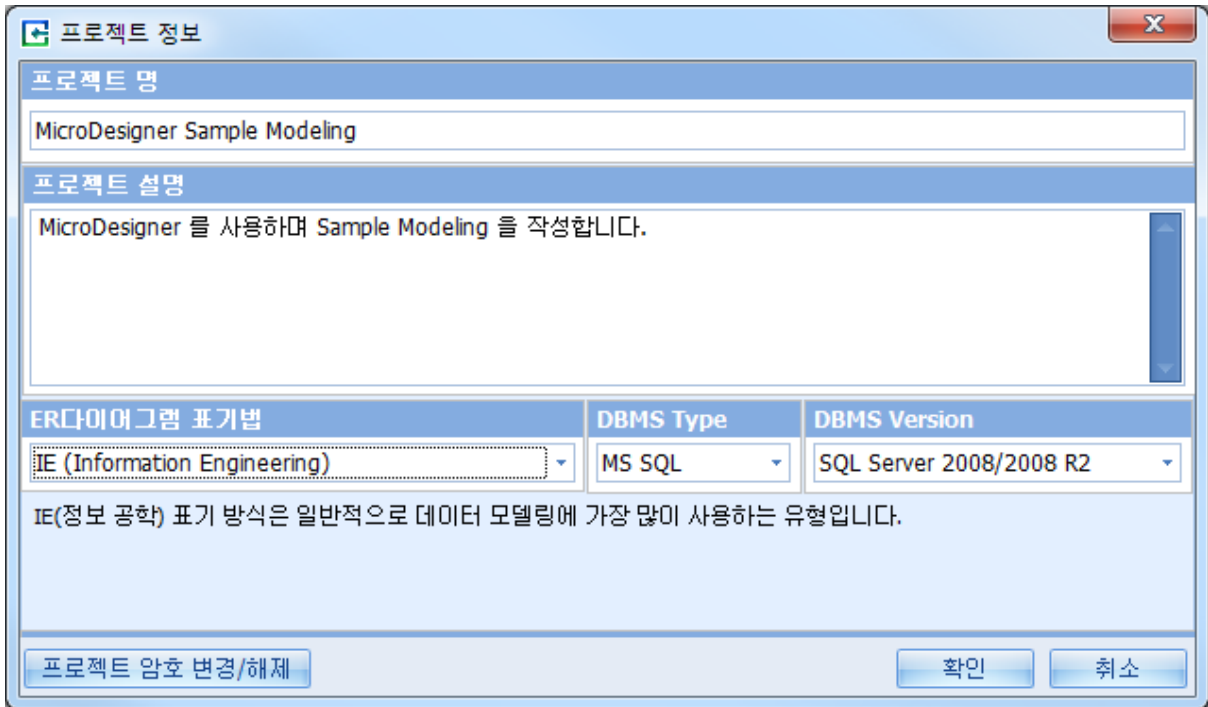 프로젝트 정보
프로젝트 명
MicroDesigner Sample Modeling
프로젝트 설명
MicroDesigner 를 사용하며 Sample Modeling 을 작성합니다.
ER다이어그램 표기법 DBMS Type DBMS Version
IE (Information Engineering) MS SQL SQL Server 2008/2008 R2
IE(정보 공학) 표기 방식은 일반적으로 데이터 모델링에 가장 많이 사용하는 유형입니다.
프로젝트 암호 변경/해제 확인 취소